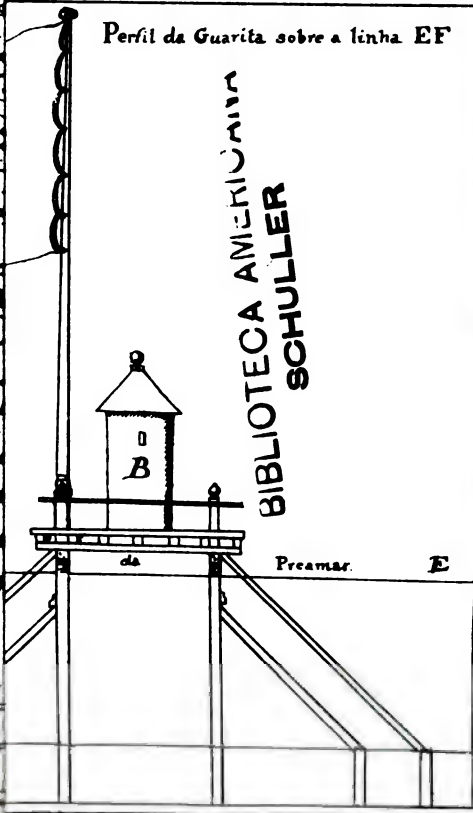 Perfil da Guarita sobre a linha EF
BIBLIOTECA AMERICANA
SCHULLER
B
da Preamar. E